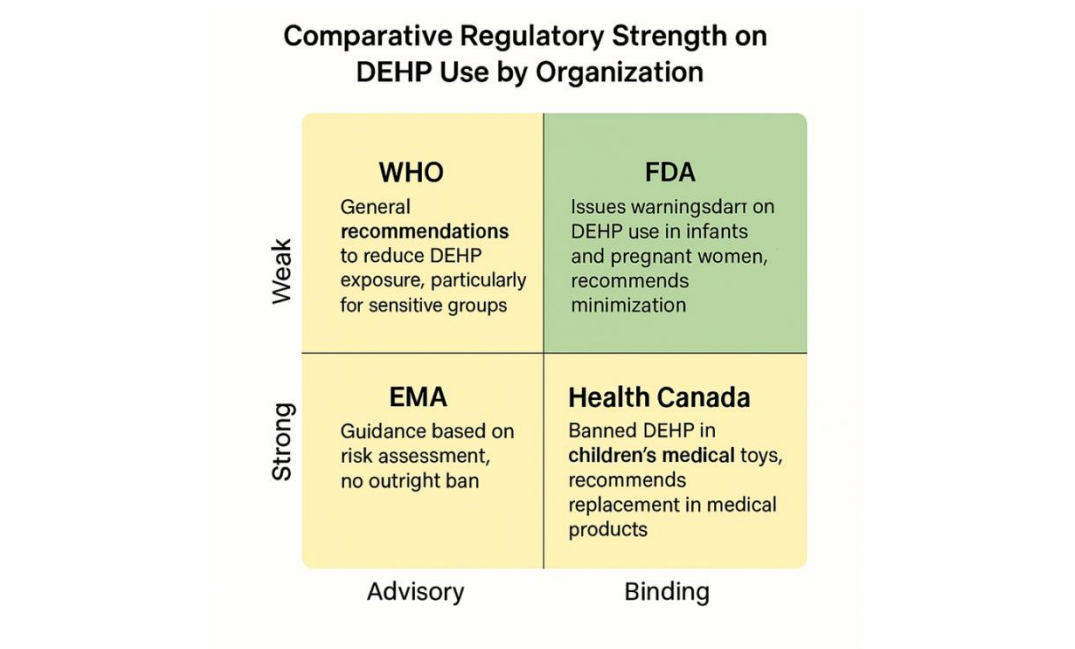 Comparative Regulatory Strength on
DEHP Use by Organization
Weak
WHO
General
recommendations
to reduce DEHP
exposure, particularly
for sensitive groups
FDA
Issues warningsdarт on
DEHP use in infants
and pregnant women,
recommends
minimization
Strong
EMA
Guidance based on
risk assessment,
no outright ban
Health Canada
Banned DEHP in
children's medical toys,
recommends
replacement in medical
products
Advisory
Binding